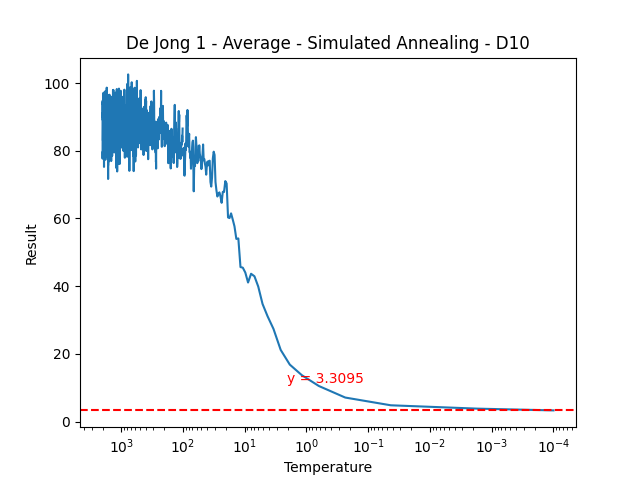 De Jong 1 - Average - Simulated Annealing - D10
100
80
60
40
20
0
Result
y = 3.3095
10³ 10² 10¹ 10⁰ 10⁻¹ 10⁻² 10⁻³ 10⁻⁴
Temperature